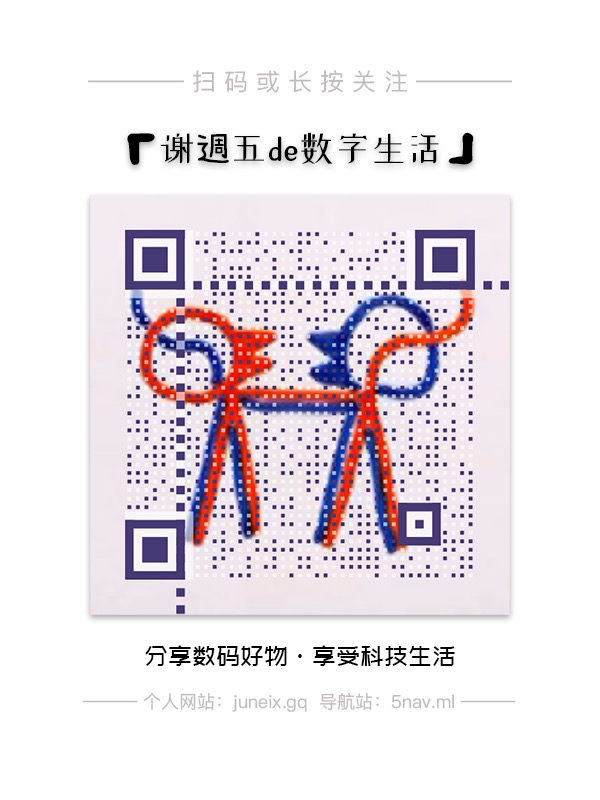 扫码或长按关注
『谢週五de數字生活』
分享数码好物·享受科技生活
个人网站：juneix.gq 导航站：5nav.ml